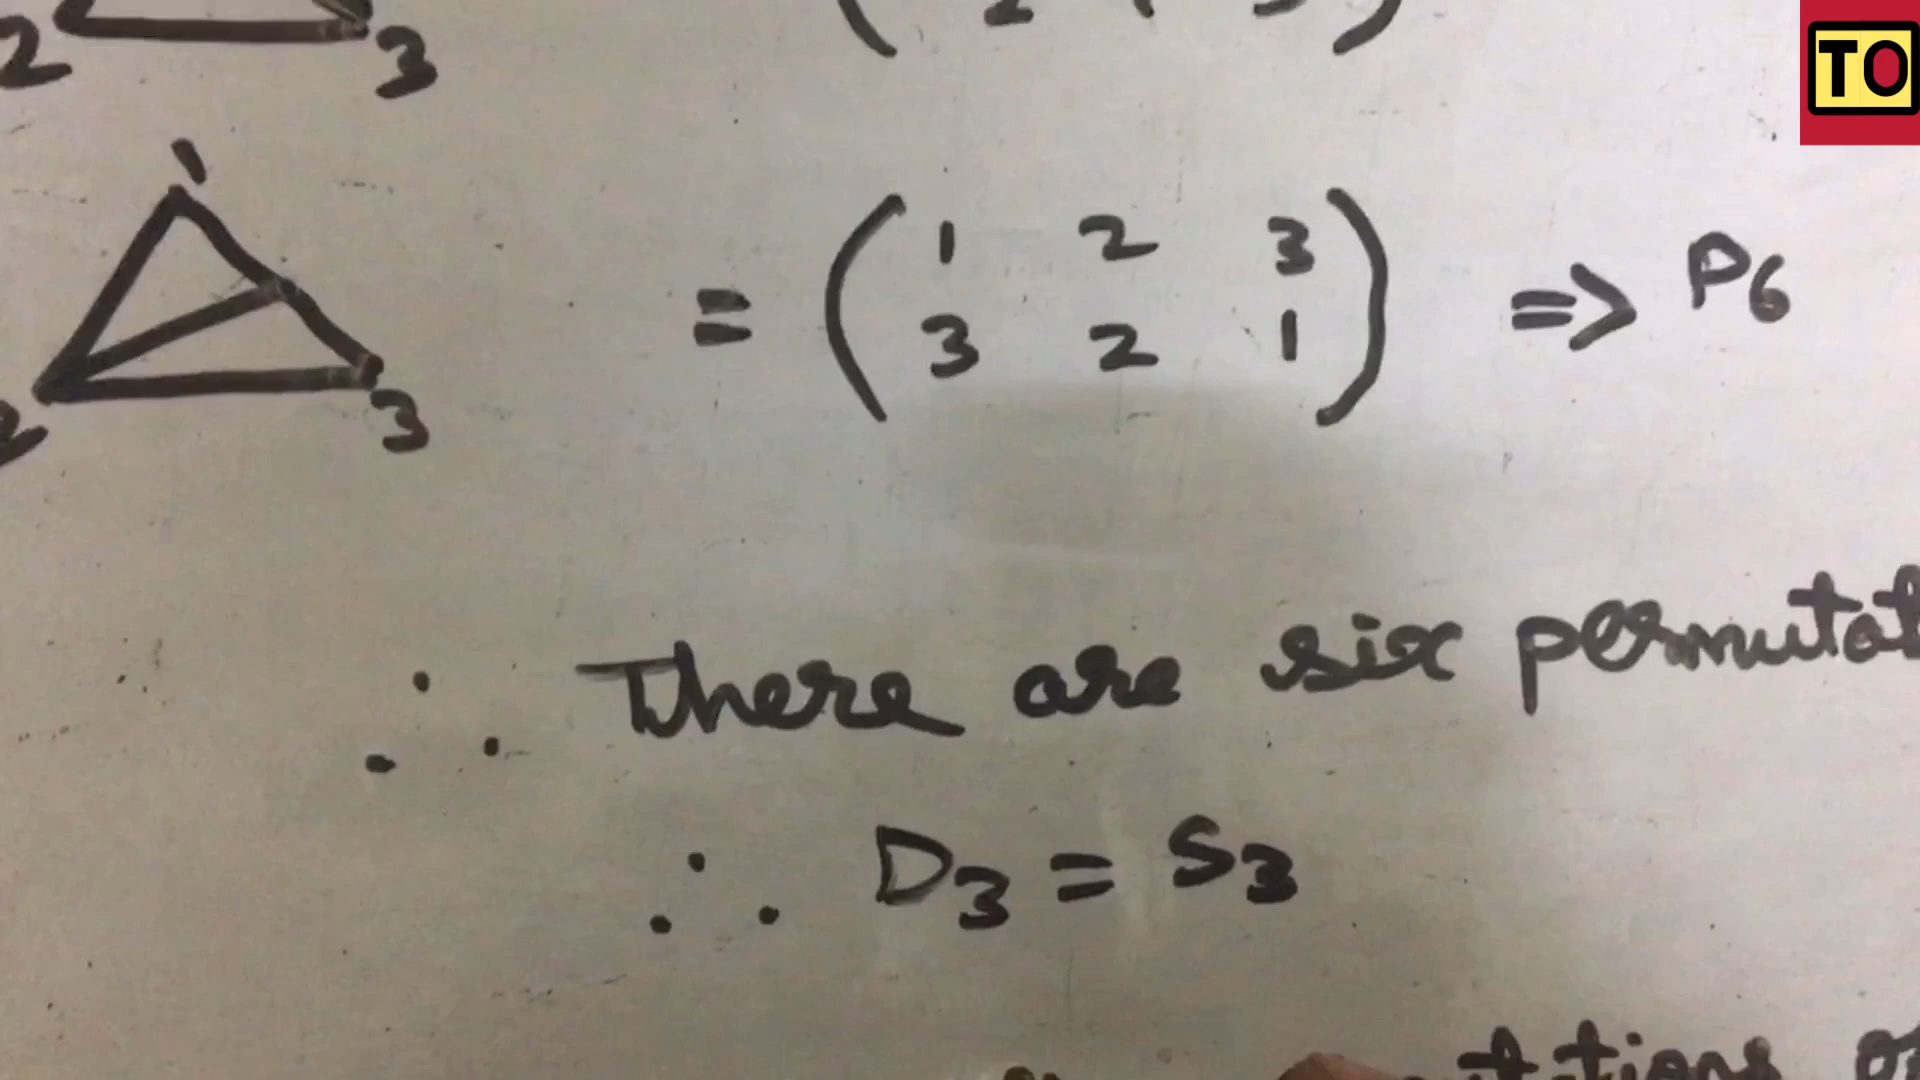 2 3
TO
1
= ( 1 2 3 ) => P6
( 3 2 1 )
2 3
∴ There are six permutat
∴ D3 = S3